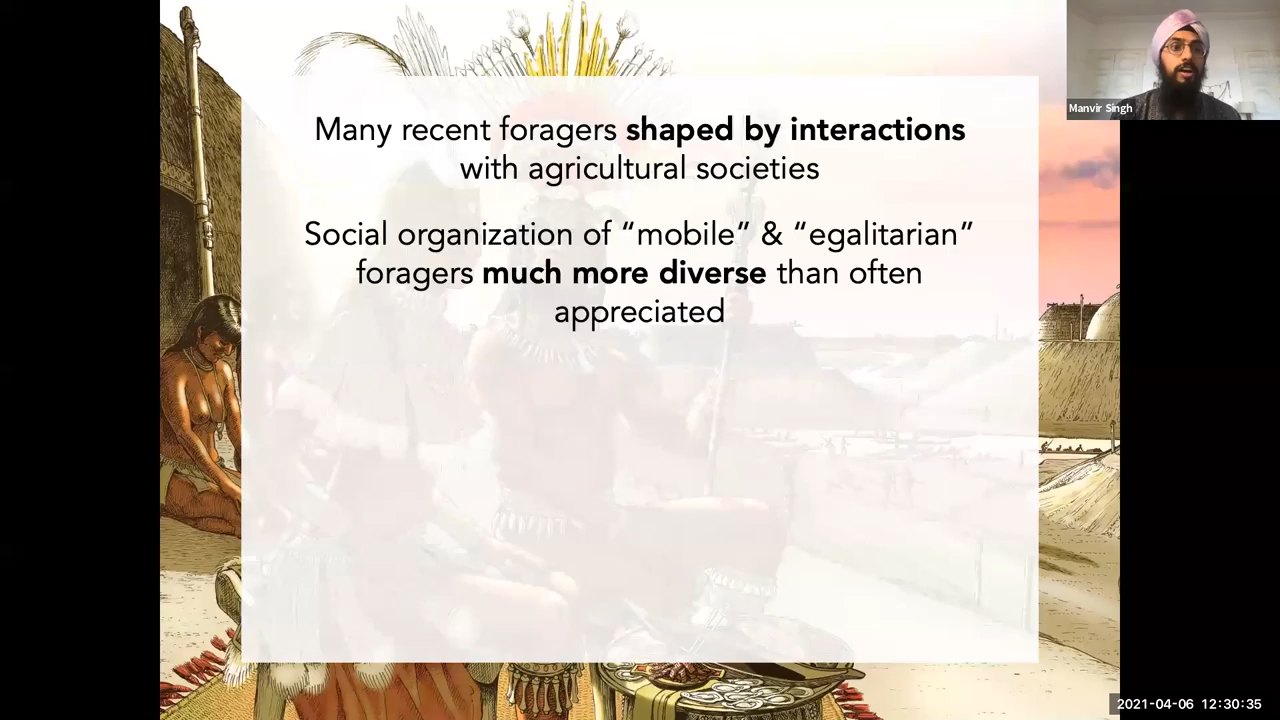 Many recent foragers shaped by interactions
with agricultural societies
Social organization of “mobile” & “egalitarian”
foragers much more diverse than often
appreciated
Manvir Singh
2021-04-06 12:30:35